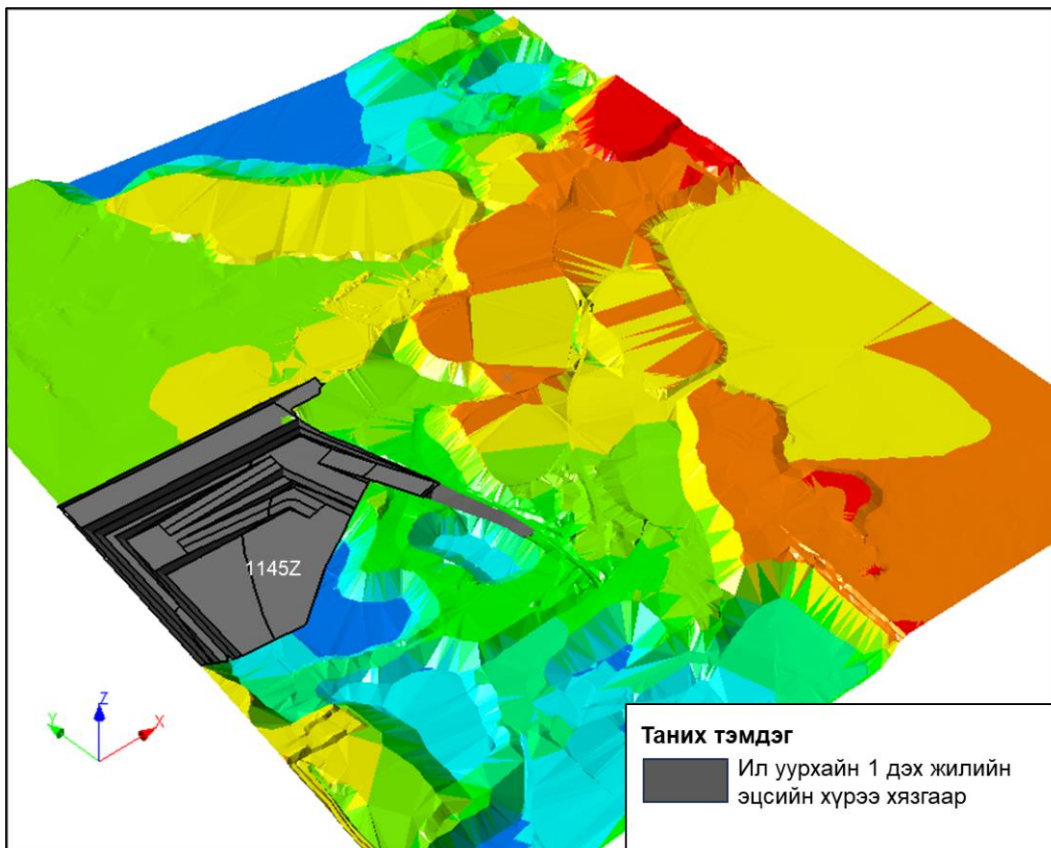 1145Z
Z
Y
X
Таних тэмдэг
Ил уурхайн 1 дэх жилийн
эцсийн хүрээ хязгаар